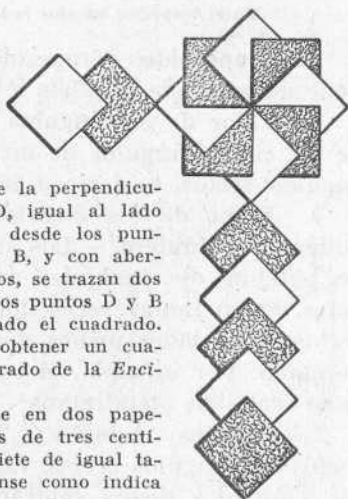 e la perpendicu-
D, igual al lado
desde los pun-
B, y con aber-
os, se trazan dos
os puntos D y B
ado el cuadrado.
obtener un cua-
rado de la Enci-
e en dos pape-
s de tres centí-
iete de igual ta-
nse como indica